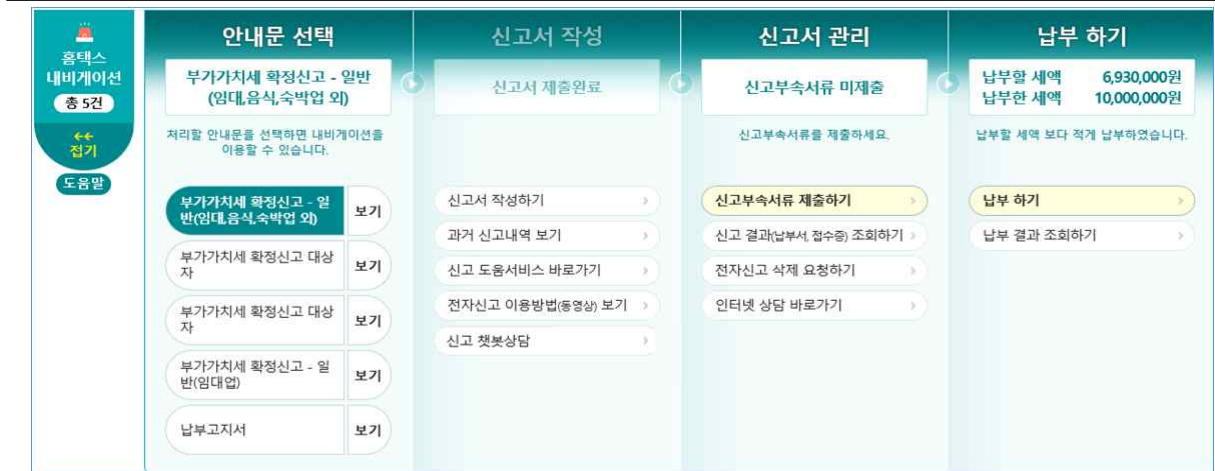 홈택스
내비게이션
총 5건
←←
접기
도움말
안내문 선택
부가가치세 확정신고 - 일반
(임대,음식,숙박업 외)
처리할 안내문을 선택하면 내비게이션을
이용할 수 있습니다.
부가가치세 확정신고 - 일
반(임대,음식,숙박업 외)
보기
부가가치세 확정신고 대상
자
보기
부가가치세 확정신고 대상
자
보기
부가가치세 확정신고 - 일
반(임대업)
보기
납부고지서
보기
신고서 작성
신고서 제출완료
신고서 작성하기
과거 신고내역 보기
신고 도움서비스 바로가기
전자신고 이용방법(동영상) 보기
신고 챗봇상담
신고서 관리
신고부속서류 미제출
신고부속서류를 제출하세요.
신고부속서류 제출하기
신고 결과(납부서, 접수증) 조회하기
전자신고 삭제 요청하기
인터넷 상담 바로가기
납부 하기
납부할 세액 6,930,000원
납부한 세액 10,000,000원
납부할 세액 보다 적게 납부하였습니다.
납부 하기
납부 결과 조회하기